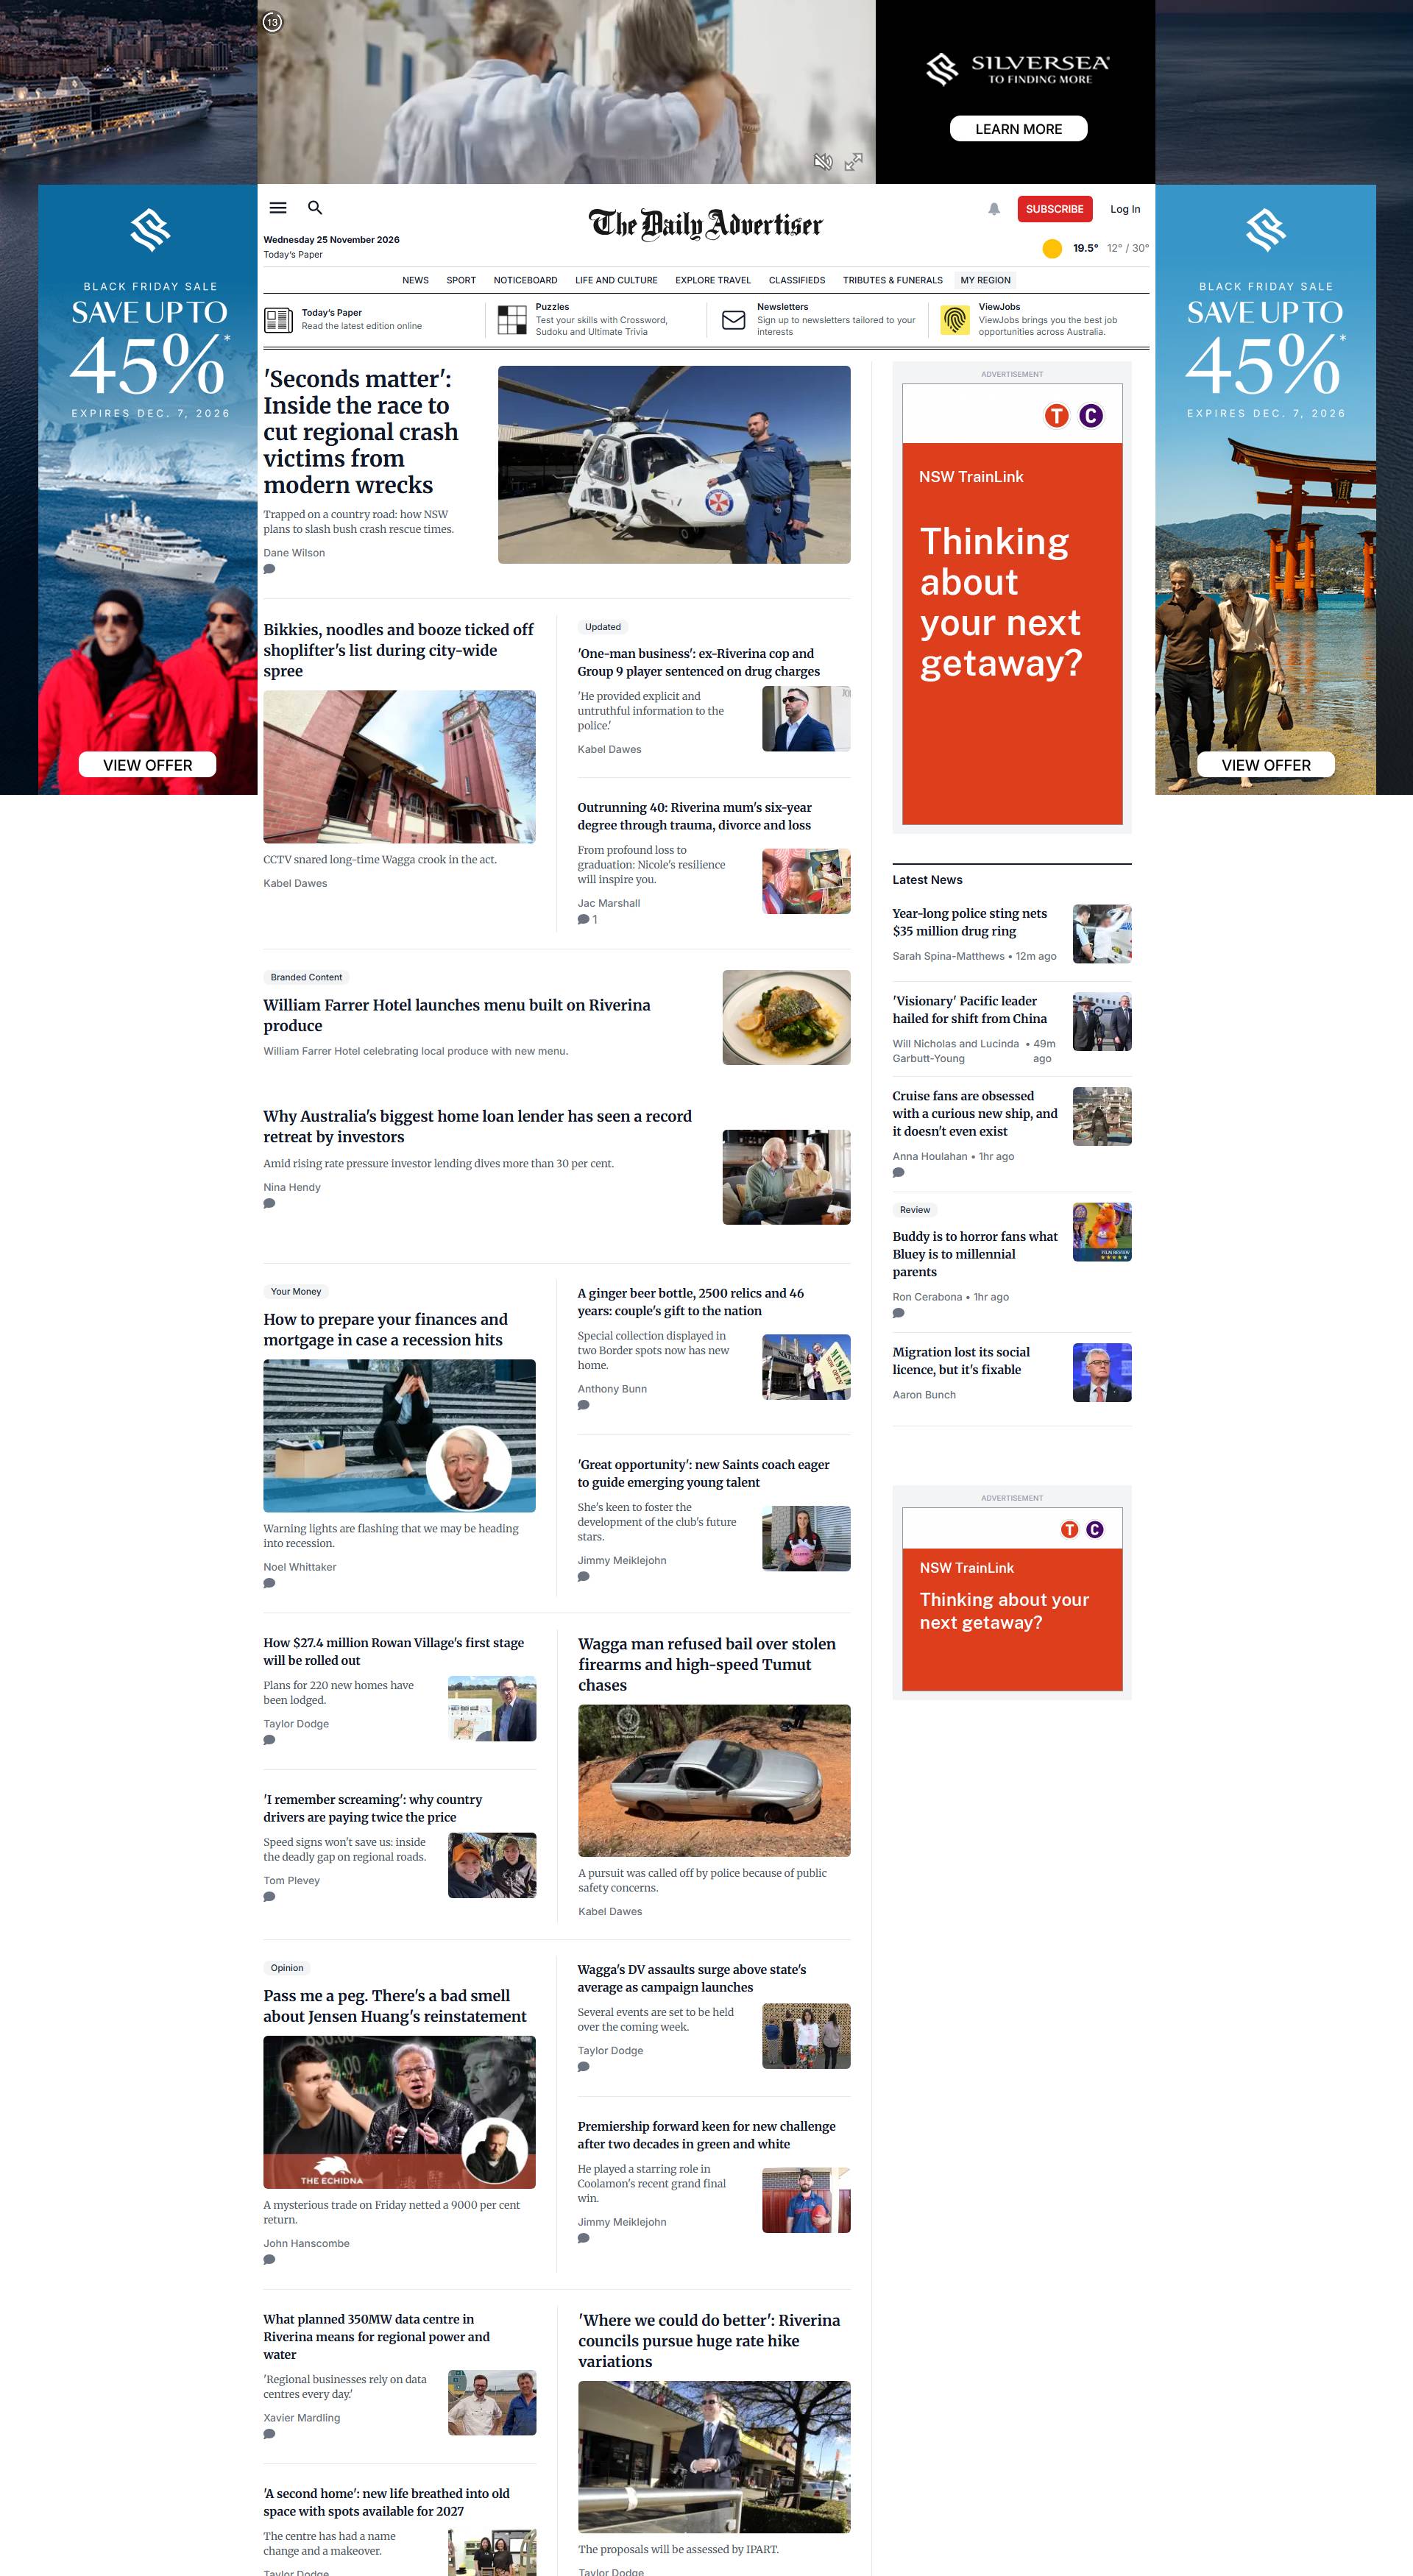 13
SILVERSEA
TO FINDING MORE
LEARN MORE
BLACK FRIDAY SALE
SAVE UP TO
45%*
EXPIRES DEC. 7, 2026
VIEW OFFER
The Daily Advertiser
SUBSCRIBE
Log In
Wednesday 25 November 2026
Today's Paper
19.5°
12° / 30°
NEWS
SPORT
NOTICEBOARD
LIFE AND CULTURE
EXPLORE TRAVEL
CLASSIFIEDS
TRIBUTES & FUNERALS
MY REGION
Today's Paper
Read the latest edition online
Puzzles
Test your skills with Crossword,
Sudoku and Ultimate Trivia
Newsletters
Sign up to newsletters tailored to your
interests
ViewJobs
ViewJobs brings you the best job
opportunities across Australia.
'Seconds matter':
Inside the race to
cut regional crash
victims from
modern wrecks
Trapped on a country road: how NSW
plans to slash bush crash rescue times.
Dane Wilson
Bikkies, noodles and booze ticked off
shoplifter's list during city-wide
spree
CCTV snared long-time Wagga crook in the act.
Kabel Dawes
Updated
'One-man business': ex-Riverina cop and
Group 9 player sentenced on drug charges
'He provided explicit and
untruthful information to the
police.'
Kabel Dawes
Outrunning 40: Riverina mum's six-year
degree through trauma, divorce and loss
From profound loss to
graduation: Nicole's resilience
will inspire you.
Jac Marshall
1
Branded Content
William Farrer Hotel launches menu built on Riverina
produce
William Farrer Hotel celebrating local produce with new menu.
Why Australia's biggest home loan lender has seen a record
retreat by investors
Amid rising rate pressure investor lending dives more than 30 per cent.
Nina Hendy
Your Money
How to prepare your finances and
mortgage in case a recession hits
Warning lights are flashing that we may be heading
into recession.
Noel Whittaker
A ginger beer bottle, 2500 relics and 46
years: couple's gift to the nation
Special collection displayed in
two Border spots now has new
home.
Anthony Bunn
'Great opportunity': new Saints coach eager
to guide emerging young talent
She's keen to foster the
development of the club's future
stars.
Jimmy Meiklejohn
How $27.4 million Rowan Village's first stage
will be rolled out
Plans for 220 new homes have
been lodged.
Taylor Dodge
'I remember screaming': why country
drivers are paying twice the price
Speed signs won't save us: inside
the deadly gap on regional roads.
Tom Plevey
Wagga man refused bail over stolen
firearms and high-speed Tumut
chases
A pursuit was called off by police because of public
safety concerns.
Kabel Dawes
Opinion
Pass me a peg. There's a bad smell
about Jensen Huang's reinstatement
THE ECHIDNA
A mysterious trade on Friday netted a 9000 per cent
return.
John Hanscombe
Wagga's DV assaults surge above state's
average as campaign launches
Several events are set to be held
over the coming week.
Taylor Dodge
Premiership forward keen for new challenge
after two decades in green and white
He played a starring role in
Coolamon's recent grand final
win.
Jimmy Meiklejohn
What planned 350MW data centre in
Riverina means for regional power and
water
'Regional businesses rely on data
centres every day.'
Xavier Mardling
'A second home': new life breathed into old
space with spots available for 2027
The centre has had a name
change and a makeover.
Taylor Dodge
'Where we could do better': Riverina
councils pursue huge rate hike
variations
The proposals will be assessed by IPART.
Taylor Dodge
ADVERTISEMENT
T C
NSW TrainLink
Thinking
about
your next
getaway?
Latest News
Year-long police sting nets
$35 million drug ring
Sarah Spina-Matthews • 12m ago
'Visionary' Pacific leader
hailed for shift from China
Will Nicholas and Lucinda • 49m
Garbutt-Young ago
Cruise fans are obsessed
with a curious new ship, and
it doesn't even exist
Anna Houlahan • 1hr ago
Review
Buddy is to horror fans what
Bluey is to millennial
parents
FILM REVIEW
Ron Cerabona • 1hr ago
Migration lost its social
licence, but it's fixable
Aaron Bunch
ADVERTISEMENT
T C
NSW TrainLink
Thinking about your
next getaway?
BLACK FRIDAY SALE
SAVE UP TO
45%*
EXPIRES DEC. 7, 2026
VIEW OFFER